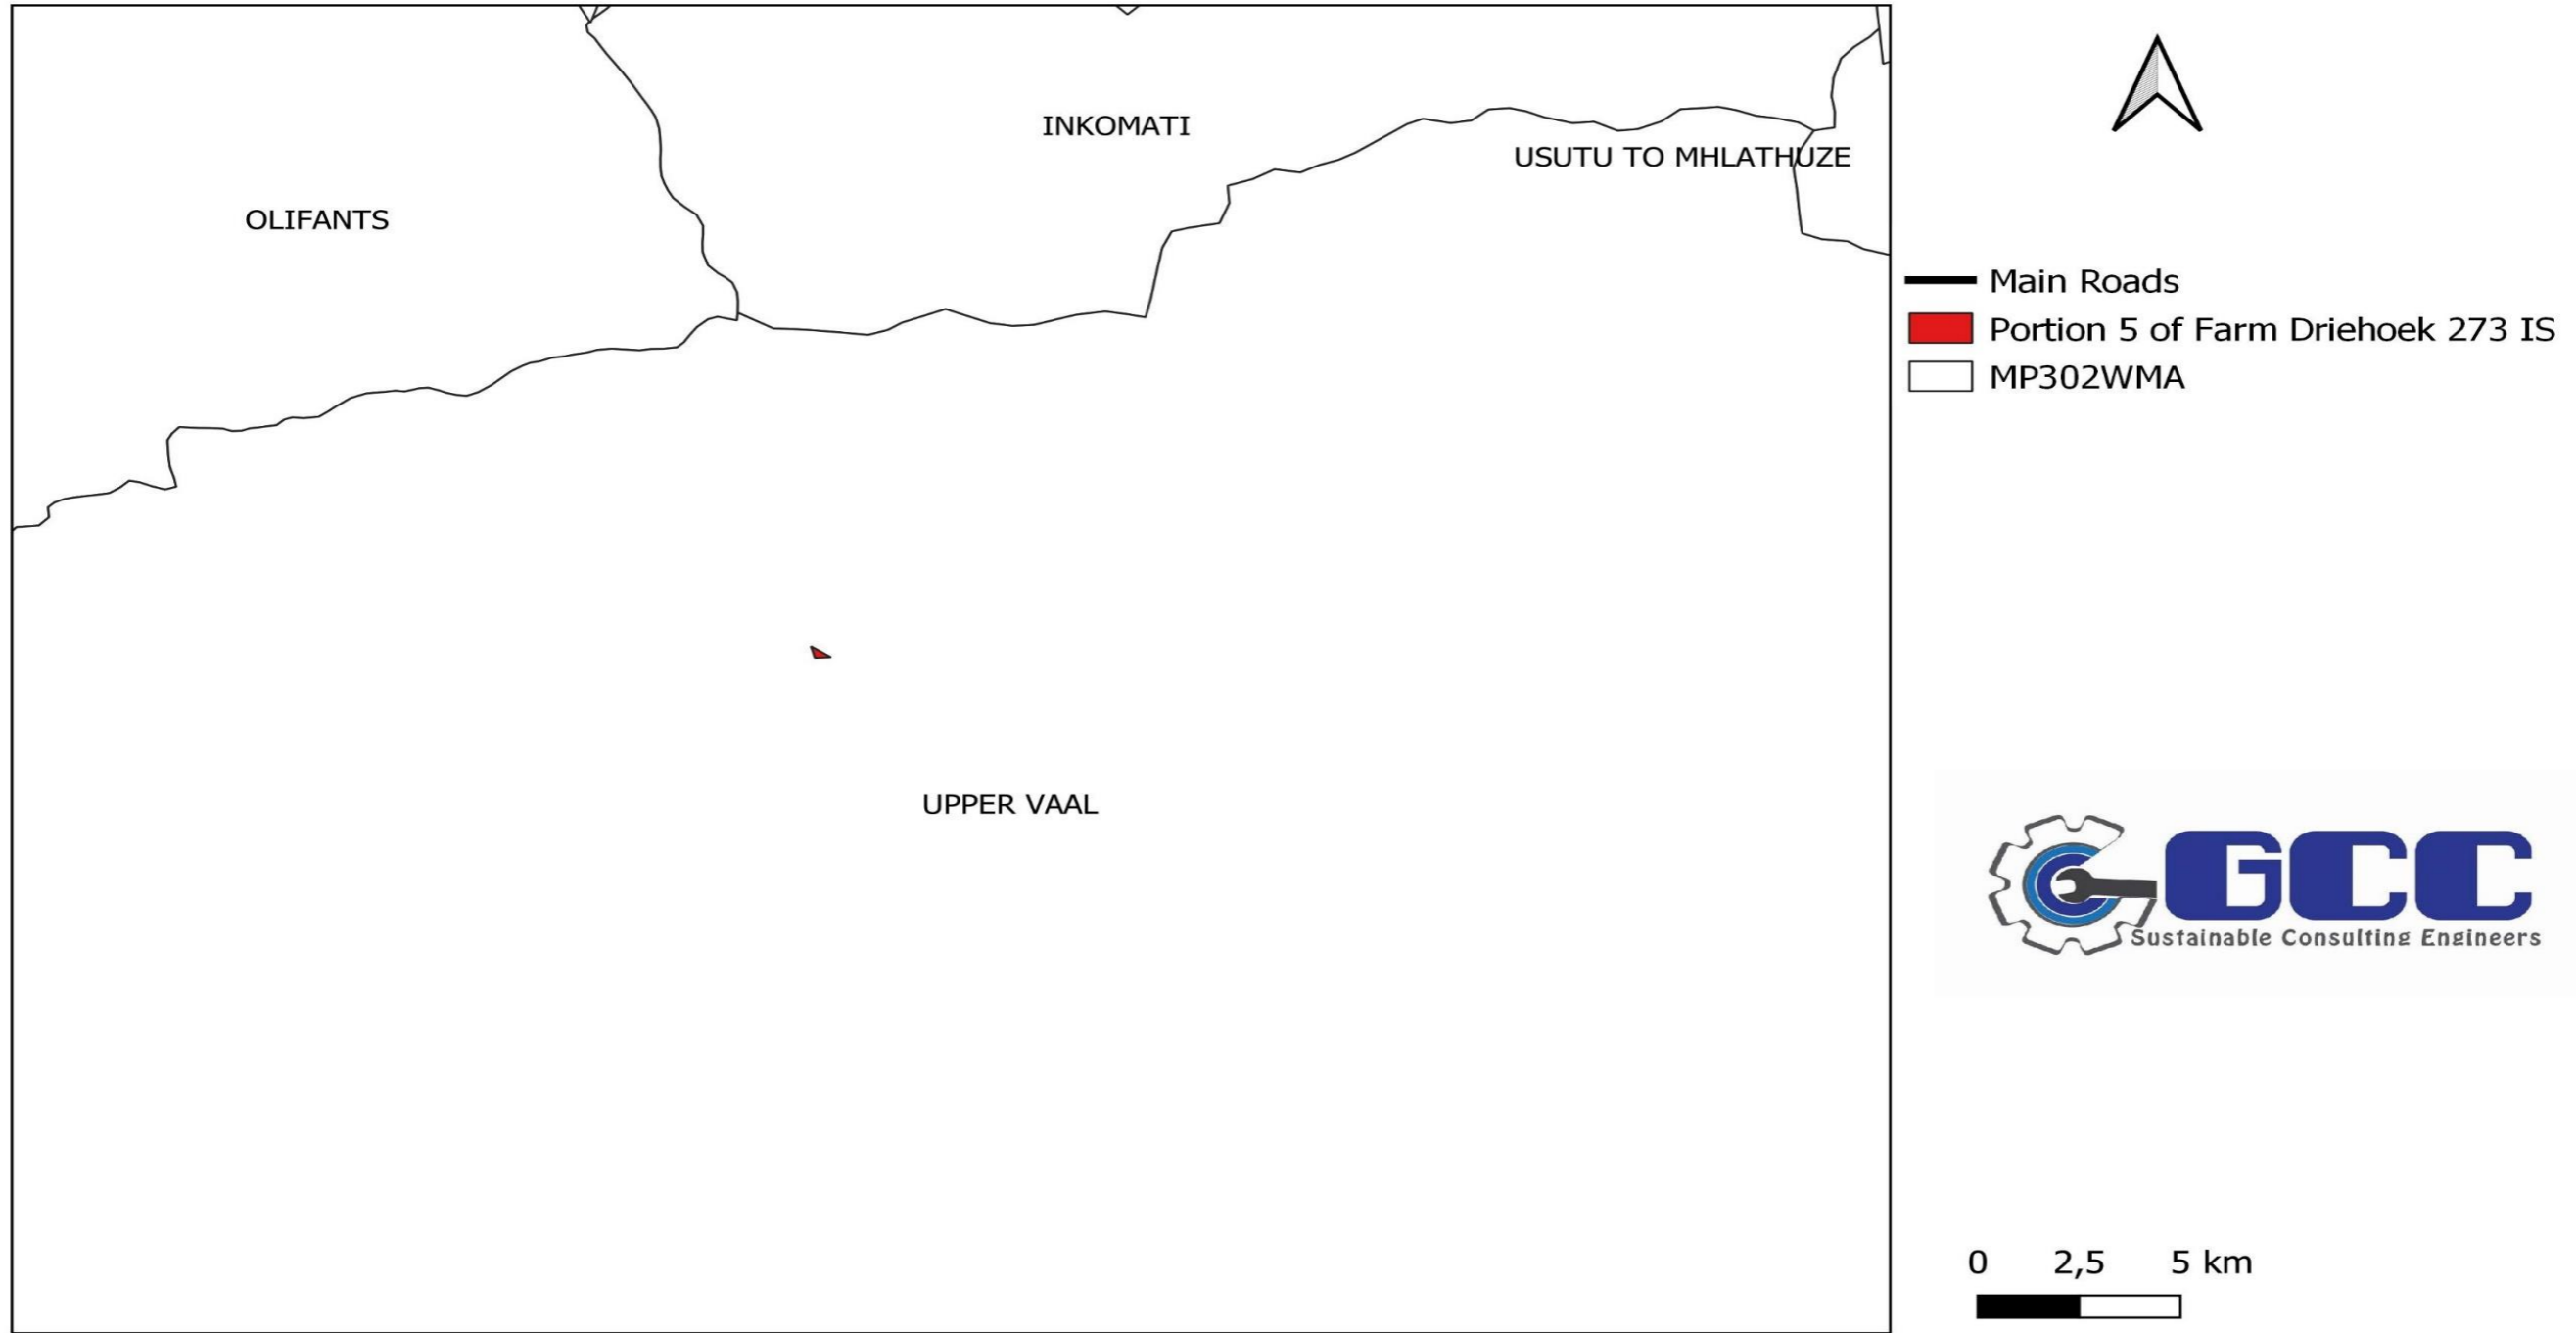 INKOMATI
USUTU TO MHLATHUZE
OLIFANTS
UPPER VAAL
Main Roads
Portion 5 of Farm Driehoek 273 IS
MP302WMA
GCC
Sustainable Consulting Engineers
0 2,5 5 km